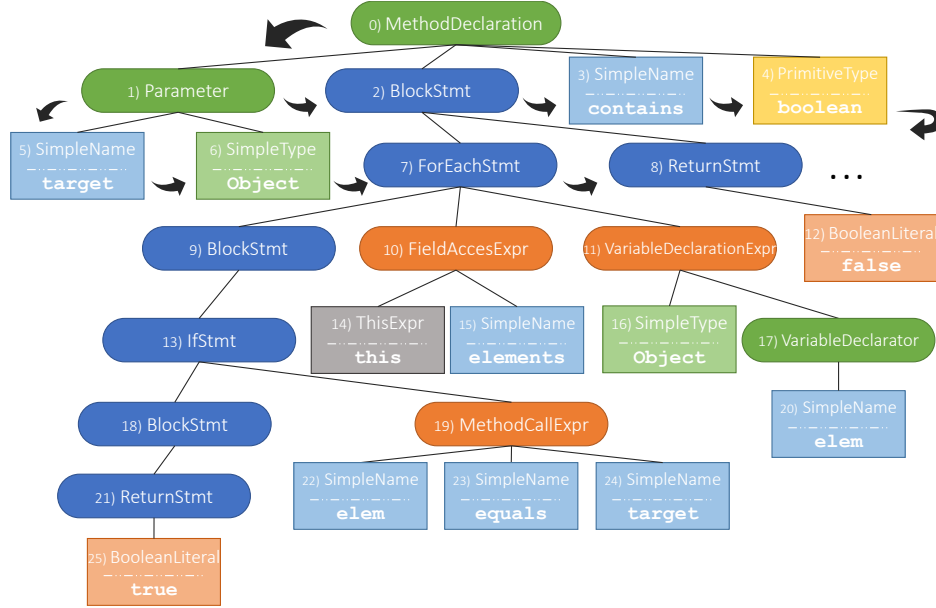 0) MethodDeclaration
1) Parameter
2) BlockStmt
3) SimpleName
contains
4) PrimitiveType
boolean
5) SimpleName
target
6) SimpleType
Object
7) ForEachStmt
8) ReturnStmt
...
9) BlockStmt
10) FieldAccesExpr
11) VariableDeclarationExpr
12) BooleanLiteral
false
13) IfStmt
14) ThisExpr
this
15) SimpleName
elements
16) SimpleType
Object
17) VariableDeclarator
18) BlockStmt
19) MethodCallExpr
20) SimpleName
elem
21) ReturnStmt
22) SimpleName
elem
23) SimpleName
equals
24) SimpleName
target
25) BooleanLiteral
true